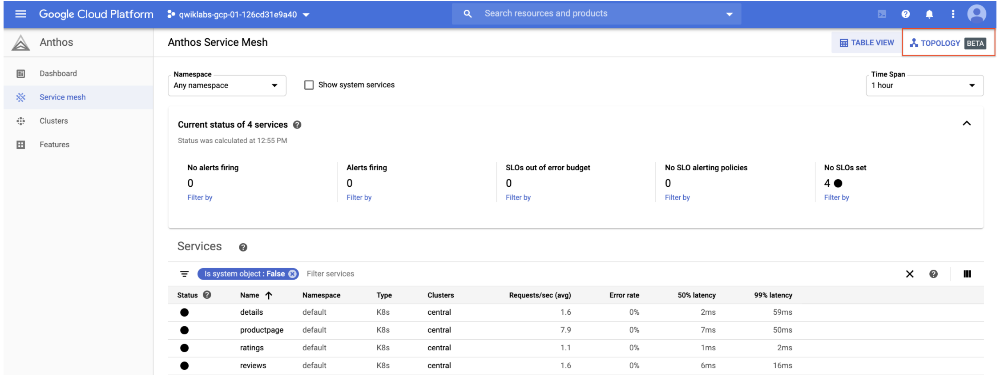 Google Cloud Platform qwiklabs-gcp-01-126cd31e9a40 Search resources and products
Anthos
Anthos Service Mesh TABLE VIEW TOPOLOGY BETA
Dashboard
Service mesh
Clusters
Features
Namespace
Any namespace
Show system services
Time Span
1 hour
Current status of 4 services
Status was calculated at 12:55 PM
No alerts firing
0
Filter by
Alerts firing
0
Filter by
SLOs out of error budget
0
Filter by
No SLO alerting policies
0
Filter by
No SLOs set
4
Filter by
Services
Is system object : False Filter services
Status Name Namespace Type Clusters Requests/sec (avg) Error rate 50% latency 99% latency
details default K8s central 1.6 0% 2ms 59ms
productpage default K8s central 7.9 0% 7ms 50ms
ratings default K8s central 1.1 0% 1ms 2ms
reviews default K8s central 1.6 0% 6ms 16ms